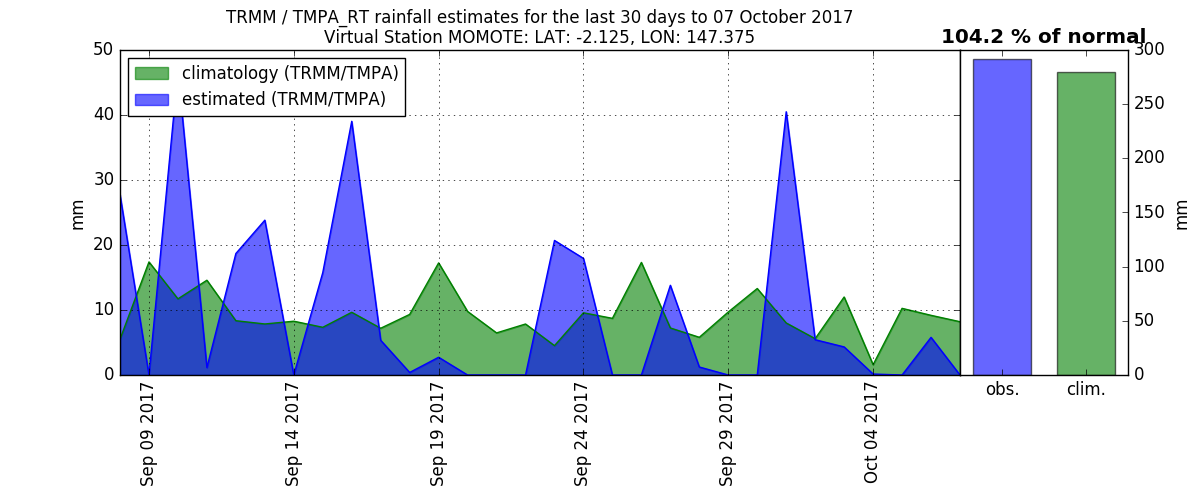 TRMM / TMPA_RT rainfall estimates for the last 30 days to 07 October 2017
Virtual Station MOMOTE: LAT: -2.125, LON: 147.375
104.2 % of normal
climatology (TRMM/TMPA)
estimated (TRMM/TMPA)
mm
50
40
30
20
10
0
Sep 09 2017
Sep 14 2017
Sep 19 2017
Sep 24 2017
Sep 29 2017
Oct 04 2017
obs.
clim.
300
250
200
150
100
50
0
mm